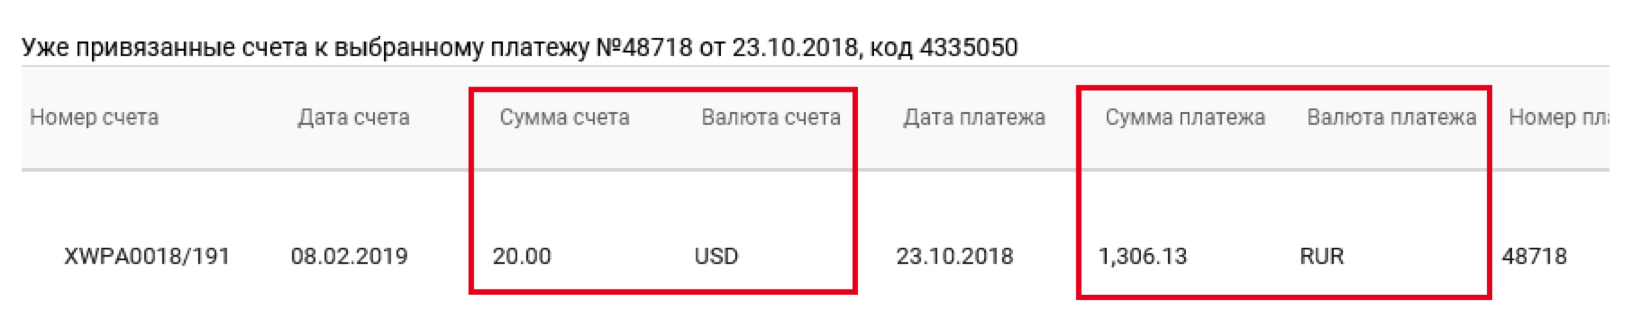 Уже привязанные счета к выбранному платежу №48718 от 23.10.2018, код 4335050
Номер счета Дата счета Сумма счета Валюта счета Дата платежа Сумма платежа Валюта платежа Номер пла
XWPA0018/191 08.02.2019 20.00 USD 23.10.2018 1,306.13 RUR 48718